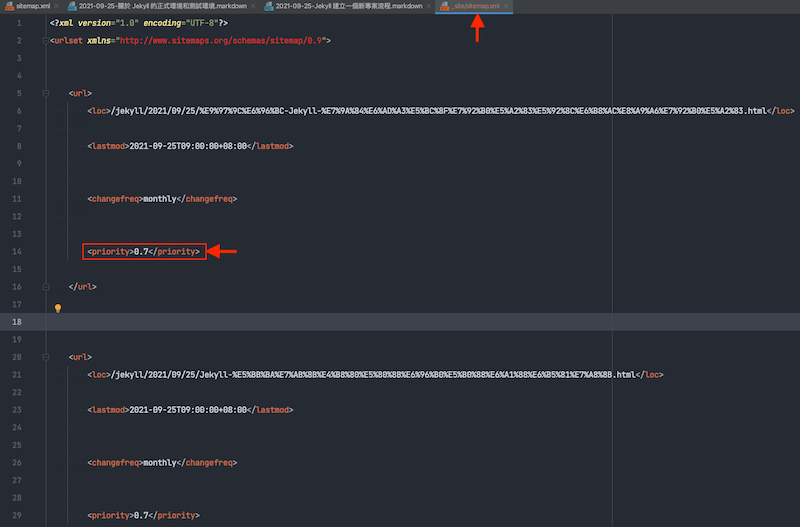 sitemap.xml 2021-09-25-關於 Jekyll 的正式環境和測試環境.markdown 2021-09-25-Jekyll 建立一個新專案流程.markdown _site/sitemap.xml
1 <?xml version="1.0" encoding="UTF-8"?>
2 <urlset xmlns="http://www.sitemaps.org/schemas/sitemap/0.9">
3
4
5 <url>
6 <loc>/jekyll/2021/09/25/%E9%97%9C%E6%96%BC-Jekyll-%E7%9A%84%E6%AD%A3%E5%BC%8F%E7%92%B0%E5%A2%83%E5%92%8C%E6%B8%AC%E8%A9%A6%E7%92%B0%E5%A2%83.html</loc>
7
8 <lastmod>2021-09-25T09:00:00+08:00</lastmod>
9
10
11 <changefreq>monthly</changefreq>
12
13
14 <priority>0.7</priority>
15
16 </url>
17
18
19
20 <url>
21 <loc>/jekyll/2021/09/25/Jekyll-%E5%BB%BA%E7%AB%8B%E4%B8%80%E5%80%8B%E6%96%B0%E5%B0%88%E6%A1%88%E6%B5%81%E7%A8%8B.html</loc>
22
23 <lastmod>2021-09-25T09:00:00+08:00</lastmod>
24
25
26 <changefreq>monthly</changefreq>
27
28
29 <priority>0.7</priority>